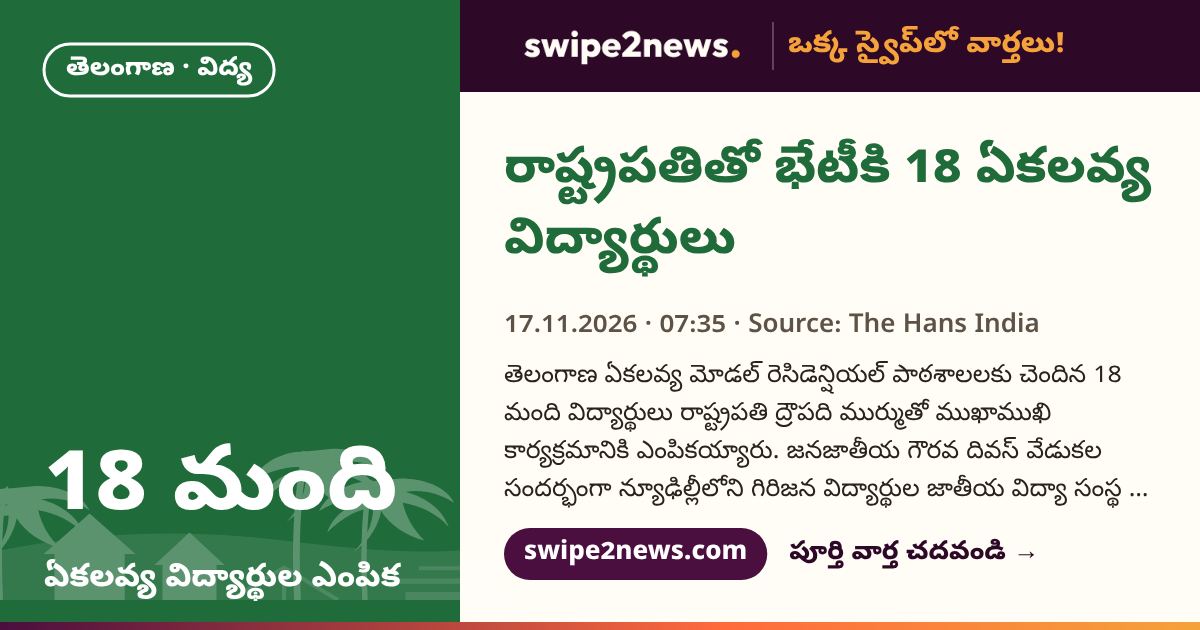 తెలంగాణ · విద్య
18 మంది
ఏకలవ్య విద్యార్థుల ఎంపిక
swipe2news.
ఒక్క స్వైప్‌లో వార్తలు!
రాష్ట్రపతితో భేటీకి 18 ఏకలవ్య
విద్యార్థులు
17.11.2026 · 07:35 · Source: The Hans India
తెలంగాణ ఏకలవ్య మోడల్ రెసిడెన్షియల్ పాఠశాలలకు చెందిన 18
మంది విద్యార్థులు రాష్ట్రపతి ద్రౌపది ముర్ముతో ముఖాముఖి
కార్యక్రమానికి ఎంపికయ్యారు. జనజాతీయ గౌరవ దివస్ వేడుకల
సందర్భంగా న్యూఢిల్లీలోని గిరిజన విద్యార్థుల జాతీయ విద్యా సంస్థ ...
swipe2news.com
పూర్తి వార్త చదవండి →